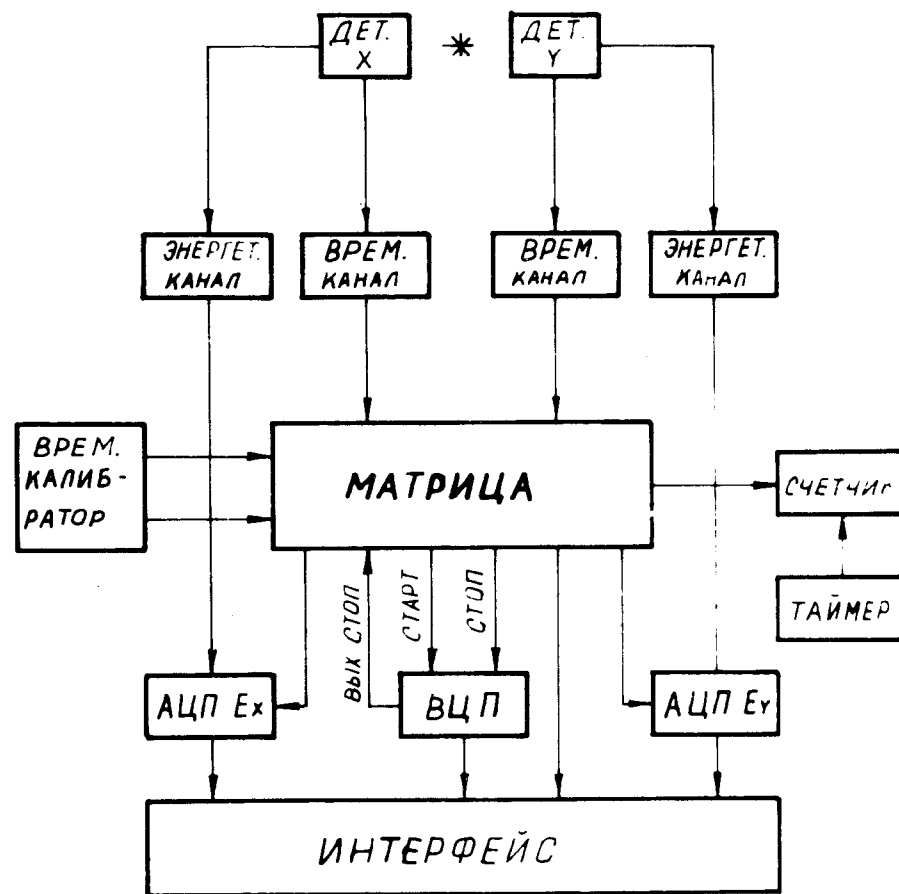 ДЕТ.
X
ДЕТ.
Y
ЭНЕРГЕТ.
КАНАЛ
ВРЕМ.
КАНАЛ
ВРЕМ.
КАНАЛ
ЭНЕРГЕТ.
КАНАЛ
ВРЕМ.
КАЛИБ-
РАТОР
МАТРИЦА
СЧЕТЧИК
ТАЙМЕР
ВЫХ СТОП
СТАРТ
СТОП
АЦП Ex
ВЦП
АЦП EY
ИНТЕРФЕЙС